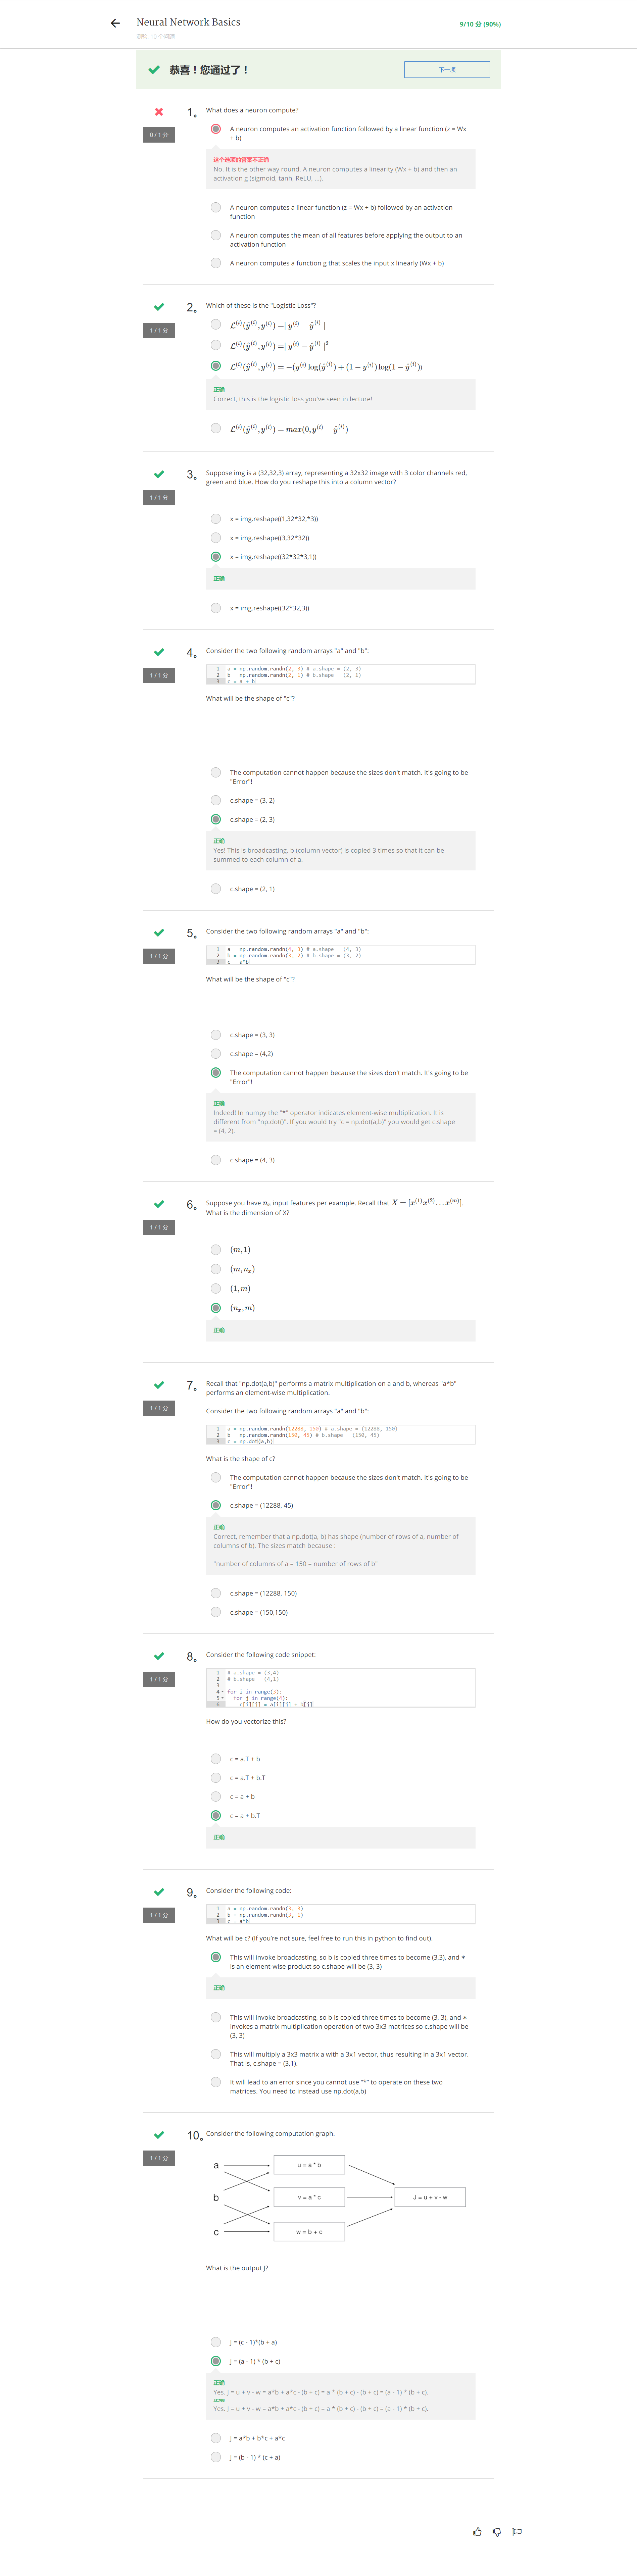 Neural Network Basics
9/10 分 (90%)
测验, 10 个问题
恭喜！您通过了！
下一项
1。
What does a neuron compute?
0 / 1 分
A neuron computes an activation function followed by a linear function (z = Wx
+ b)
这个选项的答案不正确
No. It is the other way round. A neuron computes a linearity (Wx + b) and then an
activation g (sigmoid, tanh, ReLU, ...).
A neuron computes a linear function (z = Wx + b) followed by an activation
function
A neuron computes the mean of all features before applying the output to an
activation function
A neuron computes a function g that scales the input x linearly (Wx + b)
2。
Which of these is the "Logistic Loss"?
1 / 1 分
ℒ^(i)(ŷ^(i), y^(i)) =| y^(i) − ŷ^(i) |
ℒ^(i)(ŷ^(i), y^(i)) =| y^(i) − ŷ^(i) |²
ℒ^(i)(ŷ^(i), y^(i)) = −(y^(i) log(ŷ^(i)) + (1 − y^(i)) log(1 − ŷ^(i)))
正确
Correct, this is the logistic loss you've seen in lecture!
ℒ^(i)(ŷ^(i), y^(i)) = max(0, y^(i) − ŷ^(i))
3。
Suppose img is a (32,32,3) array, representing a 32x32 image with 3 color channels red,
green and blue. How do you reshape this into a column vector?
1 / 1 分
x = img.reshape((1,32*32,*3))
x = img.reshape((3,32*32))
x = img.reshape((32*32*3,1))
正确
x = img.reshape((32*32,3))
4。
Consider the two following random arrays "a" and "b":
1 / 1 分
1 a = np.random.randn(2, 3) # a.shape = (2, 3)
2 b = np.random.randn(2, 1) # b.shape = (2, 1)
3 c = a + b
What will be the shape of "c"?
The computation cannot happen because the sizes don't match. It's going to be
"Error"!
c.shape = (3, 2)
c.shape = (2, 3)
正确
Yes! This is broadcasting. b (column vector) is copied 3 times so that it can be
summed to each column of a.
c.shape = (2, 1)
5。
Consider the two following random arrays "a" and "b":
1 / 1 分
1 a = np.random.randn(4, 3) # a.shape = (4, 3)
2 b = np.random.randn(3, 2) # b.shape = (3, 2)
3 c = a*b
What will be the shape of "c"?
c.shape = (3, 3)
c.shape = (4,2)
The computation cannot happen because the sizes don't match. It's going to be
"Error"!
正确
Indeed! In numpy the "*" operator indicates element-wise multiplication. It is
different from "np.dot()". If you would try "c = np.dot(a,b)" you would get c.shape
= (4, 2).
c.shape = (4, 3)
6。
Suppose you have n_x input features per example. Recall that X = [x^(1) x^(2) ... x^(m)].
What is the dimension of X?
1 / 1 分
(m, 1)
(m, n_x)
(1, m)
(n_x, m)
正确
7。
Recall that "np.dot(a,b)" performs a matrix multiplication on a and b, whereas "a*b"
performs an element-wise multiplication.
1 / 1 分
Consider the two following random arrays "a" and "b":
1 a = np.random.randn(12288, 150) # a.shape = (12288, 150)
2 b = np.random.randn(150, 45) # b.shape = (150, 45)
3 c = np.dot(a,b)
What is the shape of c?
The computation cannot happen because the sizes don't match. It's going to be
"Error"!
c.shape = (12288, 45)
正确
Correct, remember that a np.dot(a, b) has shape (number of rows of a, number of
columns of b). The sizes match because :
"number of columns of a = 150 = number of rows of b"
c.shape = (12288, 150)
c.shape = (150,150)
8。
Consider the following code snippet:
1 / 1 分
1 # a.shape = (3,4)
2 # b.shape = (4,1)
3
4 for i in range(3):
5 for j in range(4):
6 c[i][j] = a[i][j] + b[j]
How do you vectorize this?
c = a.T + b
c = a.T + b.T
c = a + b
c = a + b.T
正确
9。
Consider the following code:
1 / 1 分
1 a = np.random.randn(3, 3)
2 b = np.random.randn(3, 1)
3 c = a*b
What will be c? (If you're not sure, feel free to run this in python to find out).
This will invoke broadcasting, so b is copied three times to become (3,3), and ∗
is an element-wise product so c.shape will be (3, 3)
正确
This will invoke broadcasting, so b is copied three times to become (3, 3), and ∗
invokes a matrix multiplication operation of two 3x3 matrices so c.shape will be
(3, 3)
This will multiply a 3x3 matrix a with a 3x1 vector, thus resulting in a 3x1 vector.
That is, c.shape = (3,1).
It will lead to an error since you cannot use "*" to operate on these two
matrices. You need to instead use np.dot(a,b)
10。
Consider the following computation graph.
1 / 1 分
a
u = a * b
b
v = a * c
J = u + v - w
c
w = b + c
What is the output J?
J = (c - 1)*(b + a)
J = (a - 1) * (b + c)
正确
Yes, J = u + v - w = a*b + a*c - (b + c) = a * (b + c) - (b + c) = (a - 1) * (b + c).
正确
Yes, J = u + v - w = a*b + a*c - (b + c) = a * (b + c) - (b + c) = (a - 1) * (b + c).
J = a*b + b*c + a*c
J = (b - 1) * (c + a)